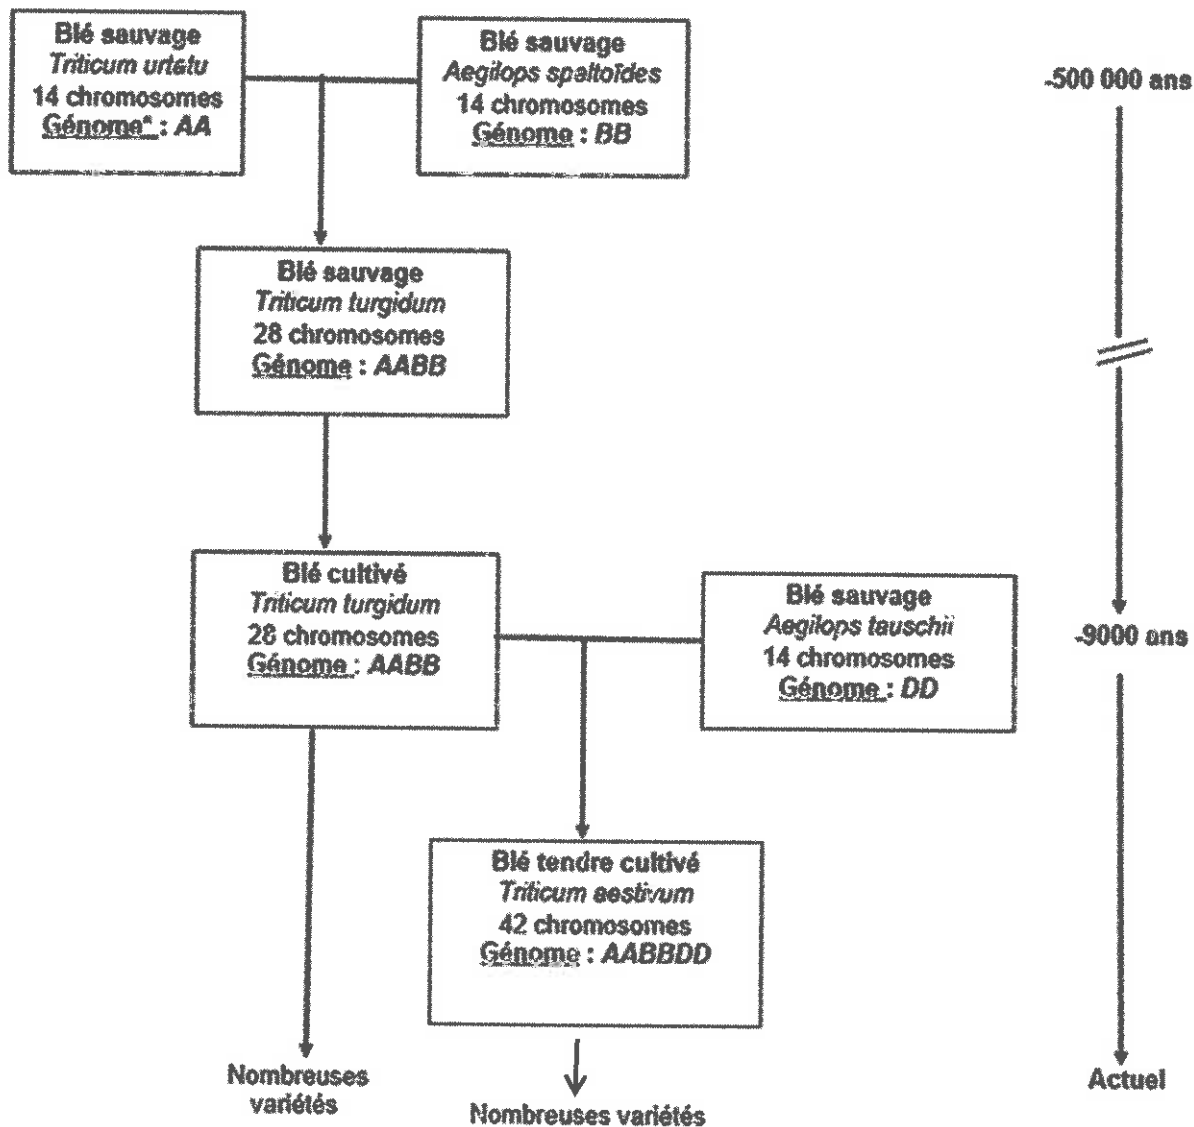 Blé sauvage
Triticum urtatu
14 chromosomes
Génome* : AA
Blé sauvage
Aegilops spaltoïdes
14 chromosomes
Génome : BB
-500 000 ans
Blé sauvage
Triticum turgidum
28 chromosomes
Génome : AABB
Blé cultivé
Triticum turgidum
28 chromosomes
Génome : AABB
Blé sauvage
Aegilops tauschii
14 chromosomes
Génome : DD
-9000 ans
Blé tendre cultivé
Triticum aestivum
42 chromosomes
Génome : AABBDD
Nombreuses
variétés
Nombreuses variétés
Actuel